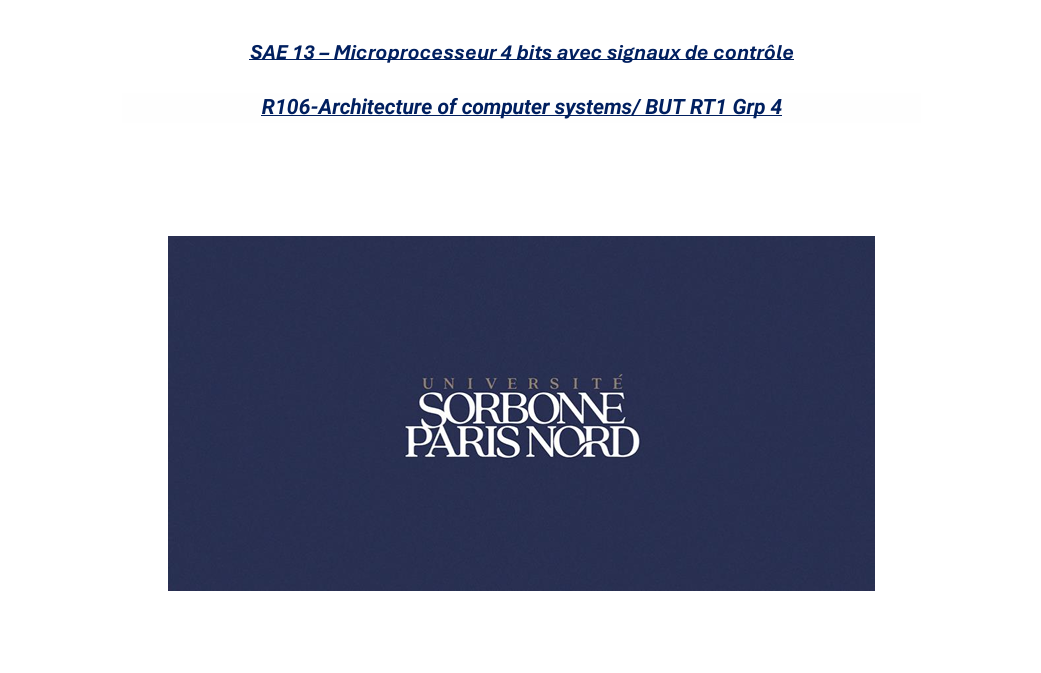 SAE 13 – Microprocesseur 4 bits avec signaux de contrôle
R106-Architecture of computer systems/ BUT RT1 Grp 4
UNIVERSITÉ
SORBONNE
PARIS NORD